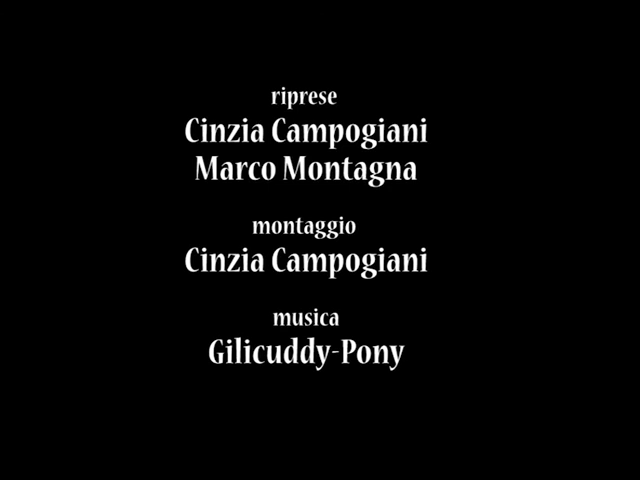 riprese
Cinzia Campogiani
Marco Montagna
montaggio
Cinzia Campogiani
musica
Gilicuddy-Pony